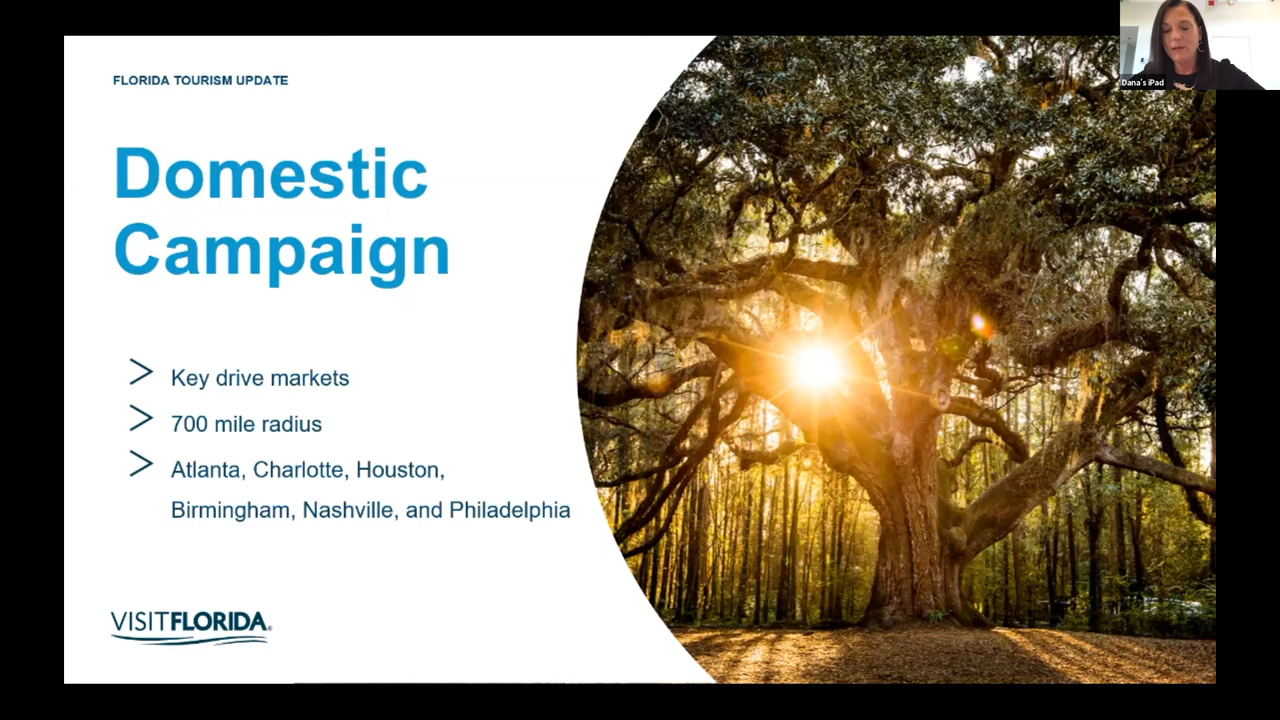 FLORIDA TOURISM UPDATE
Domestic
Campaign
Key drive markets
700 mile radius
Atlanta, Charlotte, Houston,
Birmingham, Nashville, and Philadelphia
VISITFLORIDA®
Dana's iPad